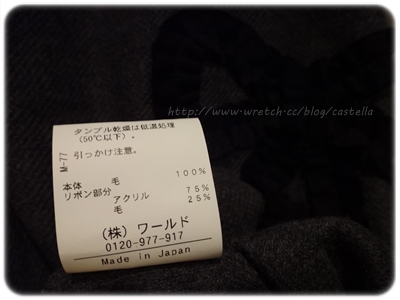 http://www.wretch.cc/blog/castella
タンブル乾燥は低温処理
(50℃以下)。
引っかけ注意。
M-77
本体 毛 100%
リボン部分
アクリル 75%
毛 25%
(株) ワールド
0120-977-917
Made in Japan